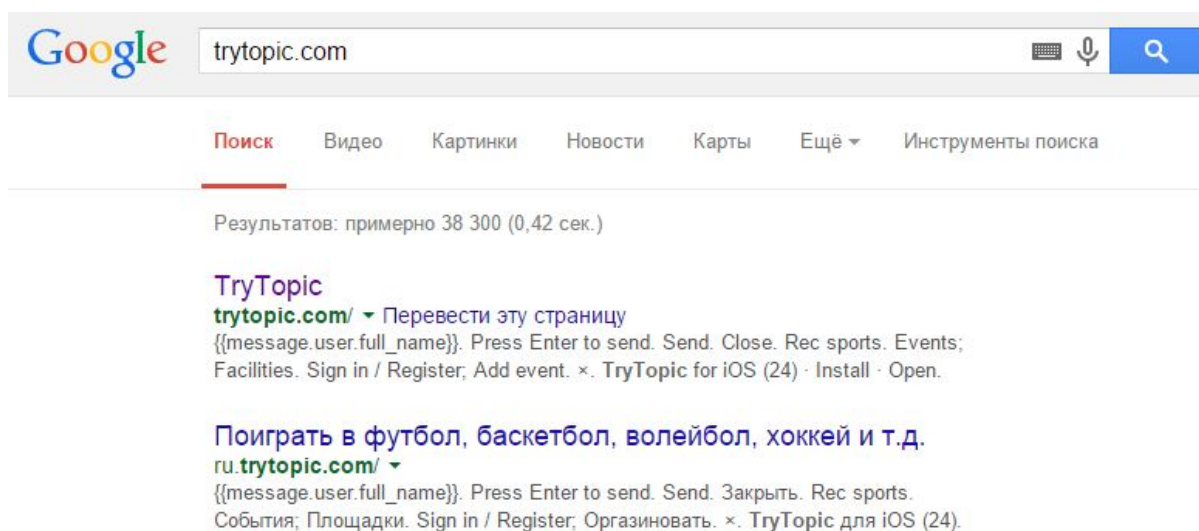 Google trytopic.com
Поиск Видео Картинки Новости Карты Ещё Инструменты поиска
Результатов: примерно 38 300 (0,42 сек.)
TryTopic
trytopic.com/ Перевести эту страницу
{{message.user.full_name}}. Press Enter to send. Send. Close. Rec sports. Events;
Facilities. Sign in / Register; Add event. ×. TryTopic for iOS (24) · Install · Open.
Поиграть в футбол, баскетбол, волейбол, хоккей и т.д.
ru.trytopic.com/
{{message.user.full_name}}. Press Enter to send. Send. Закрыть. Rec sports.
События; Площадки. Sign in / Register; Оргазиновать. ×. TryTopic для iOS (24).